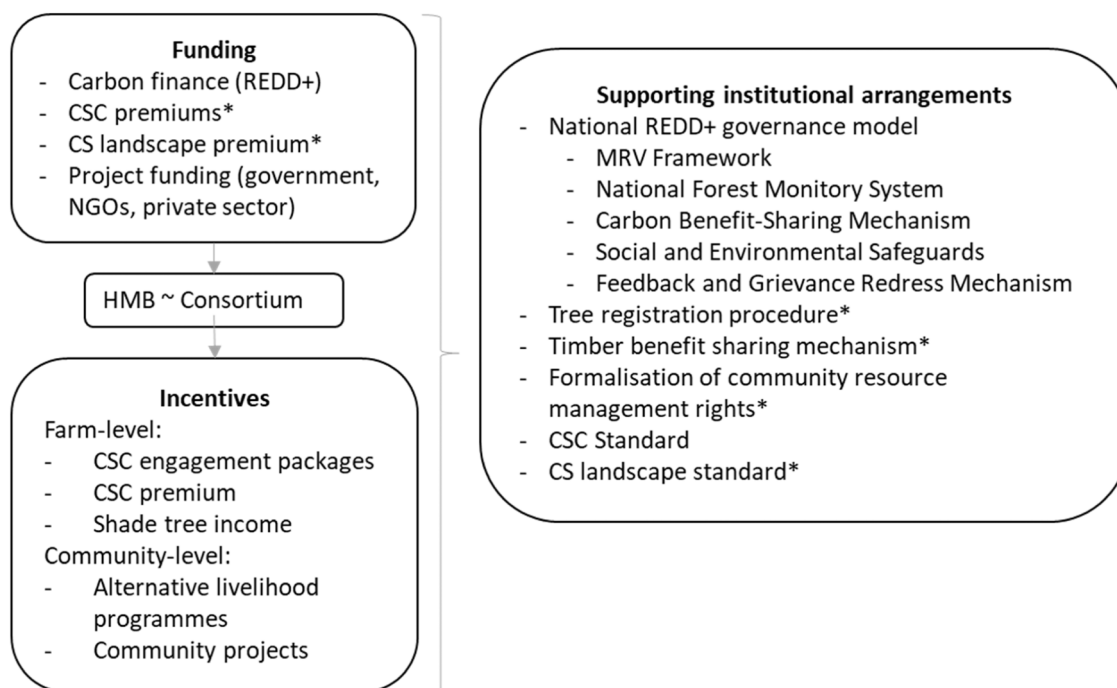 Funding
- Carbon finance (REDD+)
- CSC premiums*
- CS landscape premium*
- Project funding (government,
NGOs, private sector)
HMB ~ Consortium
Incentives
Farm-level:
- CSC engagement packages
- CSC premium
- Shade tree income
Community-level:
- Alternative livelihood
programmes
- Community projects
Supporting institutional arrangements
- National REDD+ governance model
- MRV Framework
- National Forest Monitory System
- Carbon Benefit-Sharing Mechanism
- Social and Environmental Safeguards
- Feedback and Grievance Redress Mechanism
- Tree registration procedure*
- Timber benefit sharing mechanism*
- Formalisation of community resource
management rights*
- CSC Standard
- CS landscape standard*